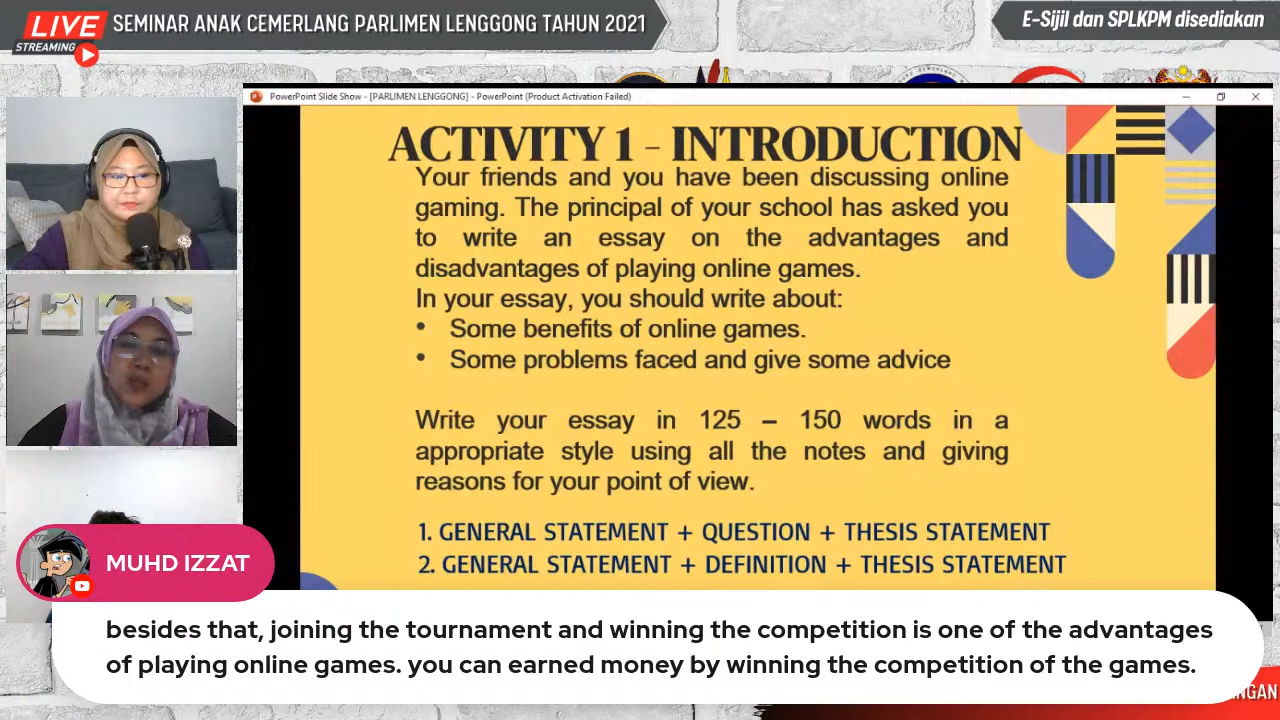 LIVE
STREAMING
SEMINAR ANAK CEMERLANG PARLIMEN LENGGONG TAHUN 2021
E-Sijil dan SPLKPM disediakan
PowerPoint Slide Show - [PARLIMEN LENGGONG] - PowerPoint (Product Activation Failed)
ACTIVITY 1 - INTRODUCTION
Your friends and you have been discussing online
gaming. The principal of your school has asked you
to write an essay on the advantages and
disadvantages of playing online games.
In your essay, you should write about:
• Some benefits of online games.
• Some problems faced and give some advice
Write your essay in 125 – 150 words in a
appropriate style using all the notes and giving
reasons for your point of view.
1. GENERAL STATEMENT + QUESTION + THESIS STATEMENT
2. GENERAL STATEMENT + DEFINITION + THESIS STATEMENT
MUHD IZZAT
besides that, joining the tournament and winning the competition is one of the advantages
of playing online games. you can earned money by winning the competition of the games.